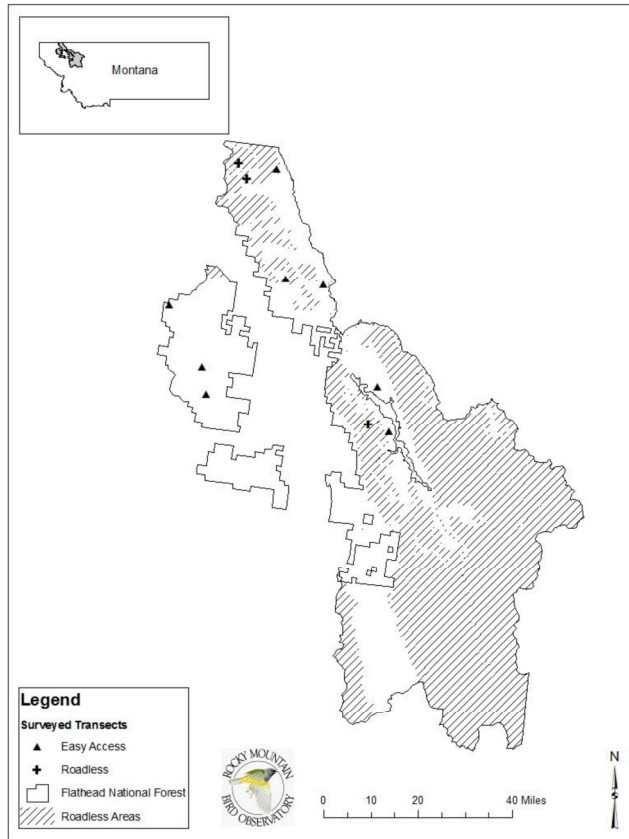 Montana
Legend
Surveyed Transects
Easy Access
Roadless
Flathead National Forest
Roadless Areas
ROCKY MOUNTAIN
BIRD OBSERVATORY
0 10 20 40 Miles
N
S